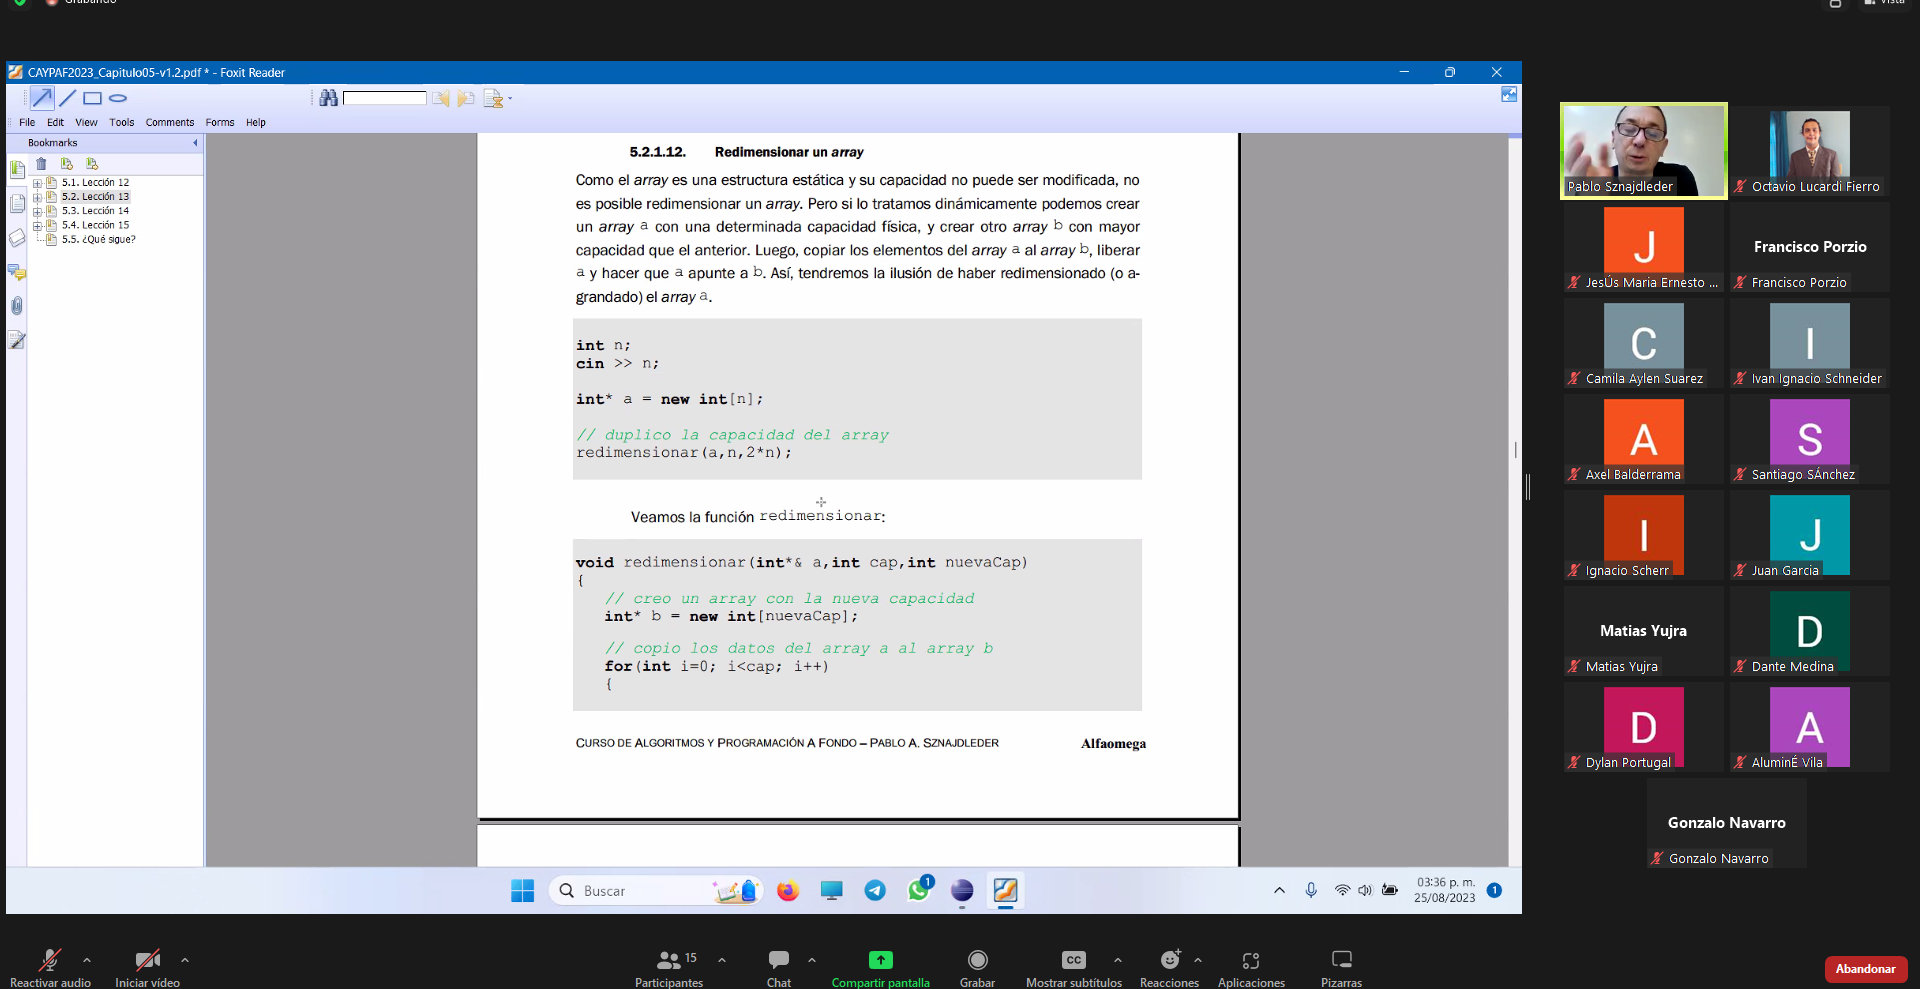 Grabando
Vista
CAYPAF2023_Capitulo05-v1.2.pdf * - Foxit Reader
File Edit View Tools Comments Forms Help
Bookmarks
5.1. Lección 12
5.2. Lección 13
5.3. Lección 14
5.4. Lección 15
5.5. ¿Qué sigue?
5.2.1.12. Redimensionar un array
Como el array es una estructura estática y su capacidad no puede ser modificada, no
es posible redimensionar un array. Pero si lo tratamos dinámicamente podemos crear
un array a con una determinada capacidad física, y crear otro array b con mayor
capacidad que el anterior. Luego, copiar los elementos del array a al array b, liberar
a y hacer que a apunte a b. Así, tendremos la ilusión de haber redimensionado (o a-
grandado) el array a.
int n;
cin >> n;
int* a = new int[n];
// duplico la capacidad del array
redimensionar(a,n,2*n);
Veamos la función redimensionar:
void redimensionar(int*& a,int cap,int nuevaCap)
{
// creo un array con la nueva capacidad
int* b = new int[nuevaCap];
// copio los datos del array a al array b
for(int i=0; i<cap; i++)
{
CURSO DE ALGORITMOS Y PROGRAMACIÓN A FONDO – PABLO A. SZNAJDLEDER Alfaomega
Buscar
1
03:36 p. m.
25/08/2023
1
Pablo Sznajdleder
Octavio Lucardi Fierro
J
JesÚs Maria Ernesto ...
Francisco Porzio
Francisco Porzio
C
Camila Aylen Suarez
I
Ivan Ignacio Schneider
A
Axel Balderrama
S
Santiago SÁnchez
I
Ignacio Scherr
J
Juan Garcia
Matias Yujra
Matias Yujra
D
Dante Medina
D
Dylan Portugal
A
AluminÉ Vila
Gonzalo Navarro
Gonzalo Navarro
Reactivar audio
Iniciar vídeo
15
Participantes
Chat
Compartir pantalla
Grabar
CC
Mostrar subtítulos
Reacciones
Aplicaciones
Pizarras
Abandonar